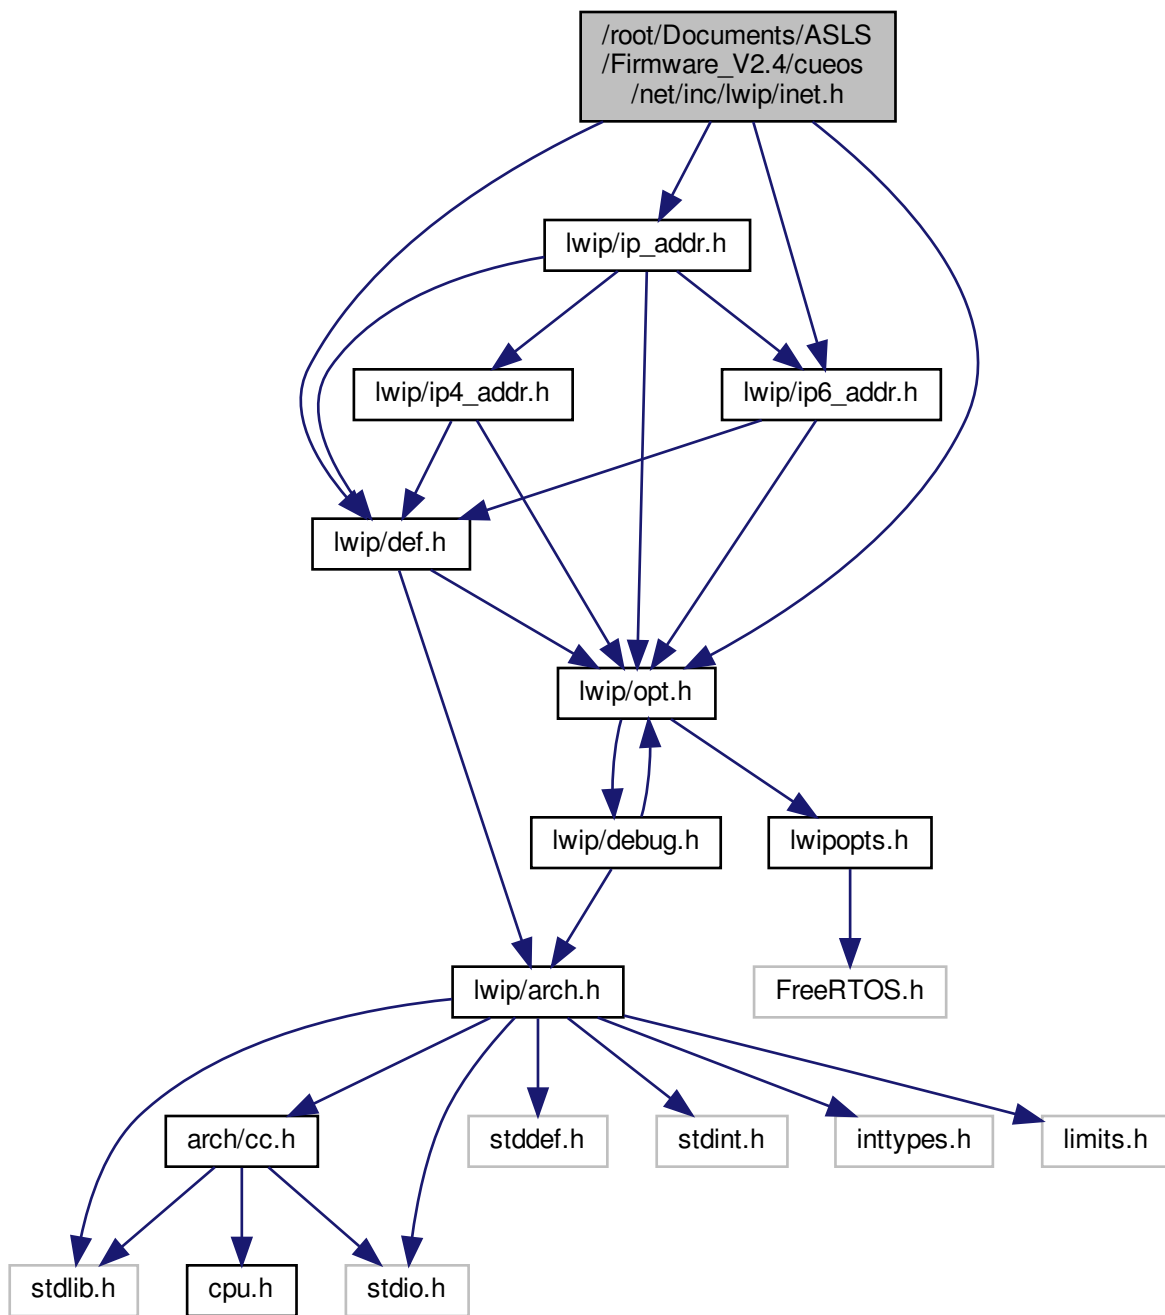 /root/Documents/ASLS
/Firmware_V2.4/cueos
/net/inc/lwip/inet.h
lwip/ip_addr.h
lwip/ip4_addr.h
lwip/ip6_addr.h
lwip/def.h
lwip/opt.h
lwip/debug.h
lwipopts.h
lwip/arch.h
FreeRTOS.h
arch/cc.h
stddef.h
stdint.h
inttypes.h
limits.h
stdlib.h
cpu.h
stdio.h